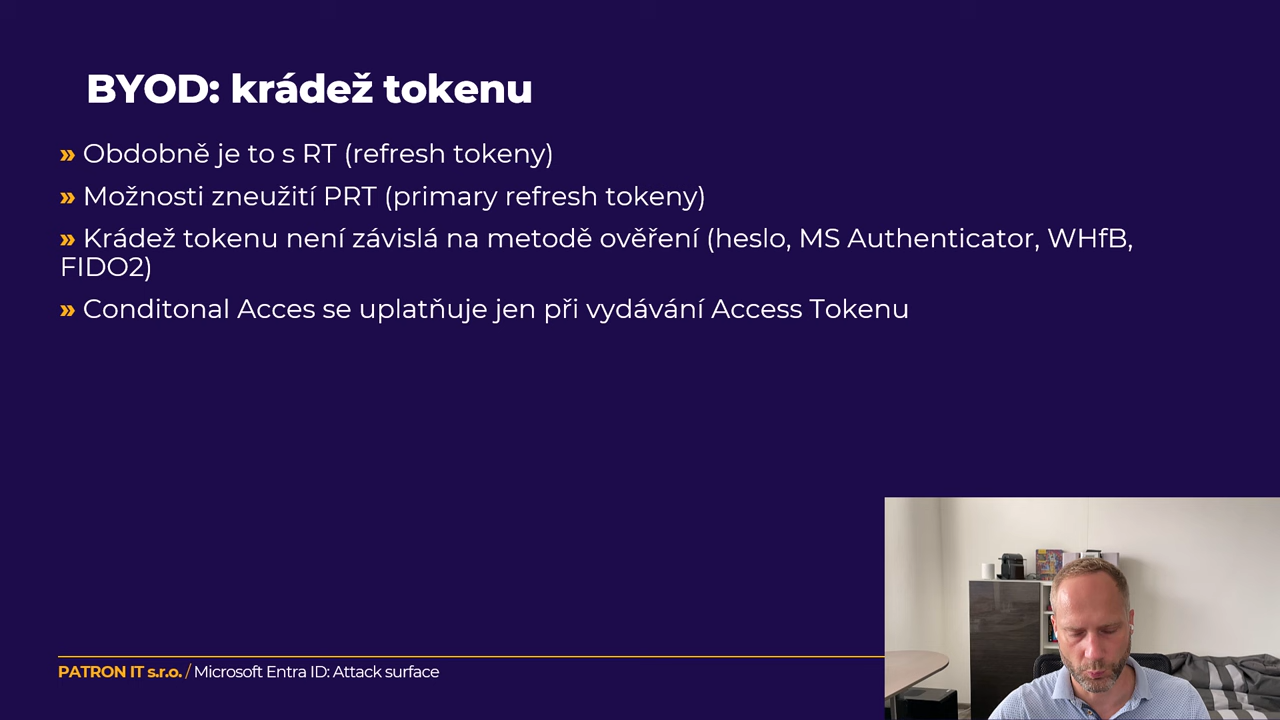 BYOD: krádež tokenu
» Obdobně je to s RT (refresh tokeny)
» Možnosti zneužití PRT (primary refresh tokeny)
» Krádež tokenu není závislá na metodě ověření (heslo, MS Authenticator, WHfB,
FIDO2)
» Conditonal Acces se uplatňuje jen při vydávání Access Tokenu
PATRON IT s.r.o. / Microsoft Entra ID: Attack surface